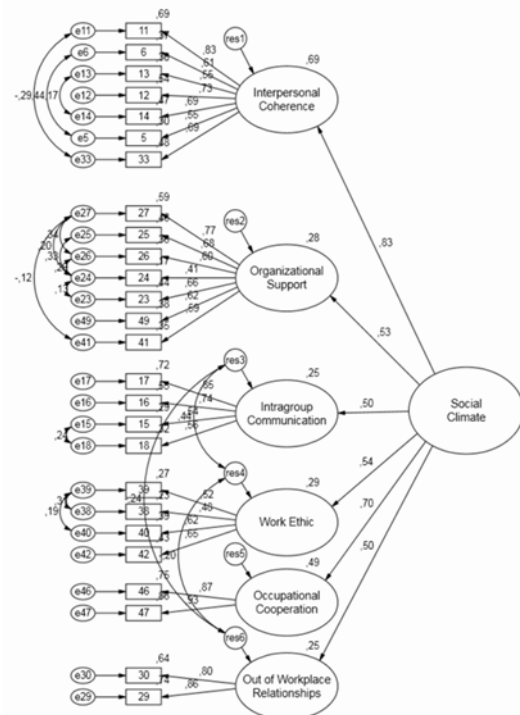 ,69
e11 11 res1
,83 ,69
e6 6
,61
e13 13
,55
e12 12 ,73 Interpersonal
Coherence
-,29 ,44 ,17
e14 14 ,69
,55
e5 5
,69
e33 33
,83
,59
e27 27 res2
,77 ,28
e25 25
,68
e26 26 ,60
,20
e24 24 ,41 Organizational
Support
,66
e23 23
-,12
,62
e49 49
,59
e41 41
,53
,72 res3
e17 17 ,25
e16 16 ,74
Intragroup
Communication
,50
Social
Climate
e15 15
,24 ,44
e18 18
,54
,27 res4 ,29
e39 39
,52
e38 38 ,24
Work Ethic
,19
e40 40 ,62
,70
,65
e42 42
,50
,20 res5
,49
e46 46 ,87
Occupational
Cooperation
e47 47 ,93
res6
,25
,64
e30 30 ,80
Out of Workplace
Relationships
e29 29 ,86